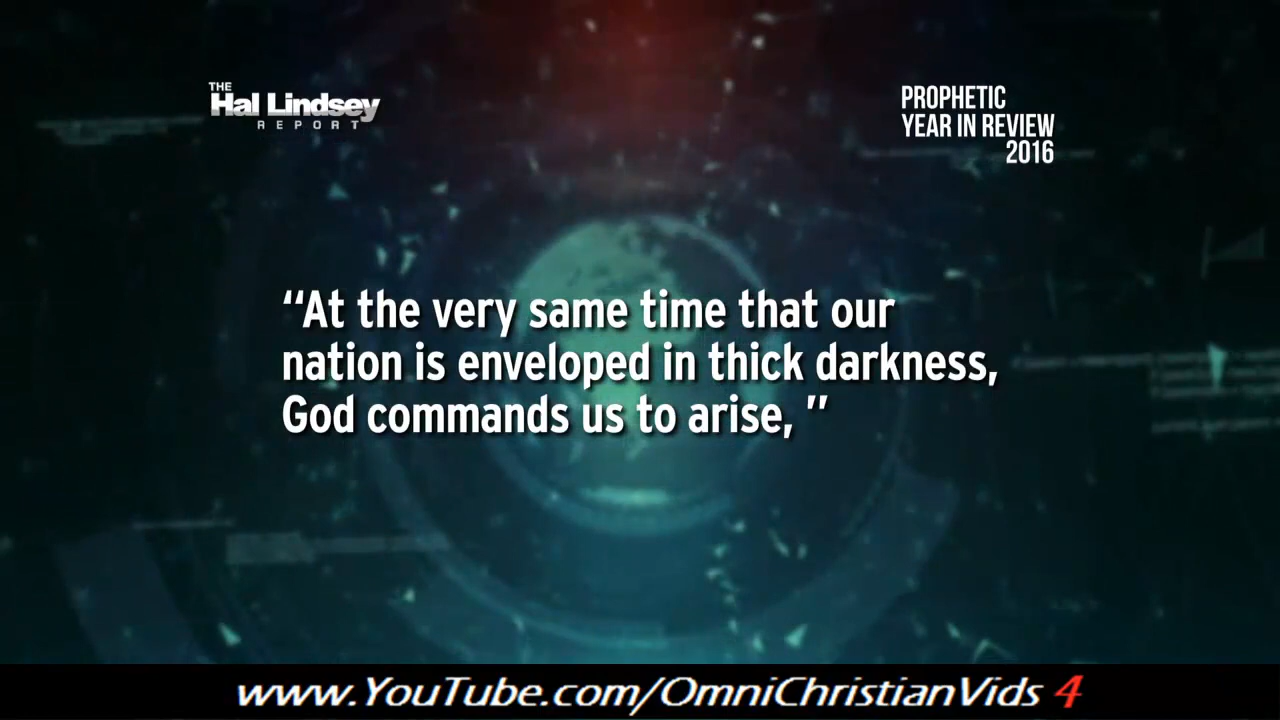 THE
Hal Lindsey
REPORT
PROPHETIC
YEAR IN REVIEW
2016
“At the very same time that our
nation is enveloped in thick darkness,
God commands us to arise, ”
www.YouTube.com/OmniChristianVids 4